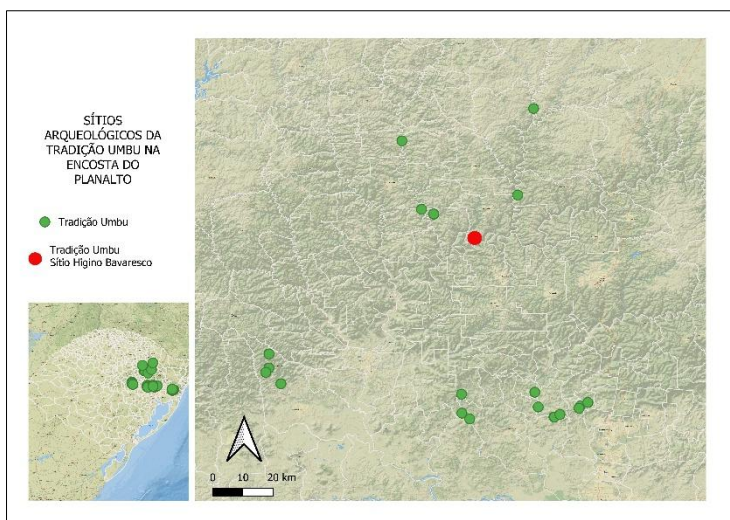 SÍTIOS
ARQUEOLÓGICOS DA
TRADIÇÃO UMBU NA
ENCOSTA DO
PLANALTO
Tradição Umbu
Tradição Umbu
Sítio Higino Bavaresco
0 10 20 km